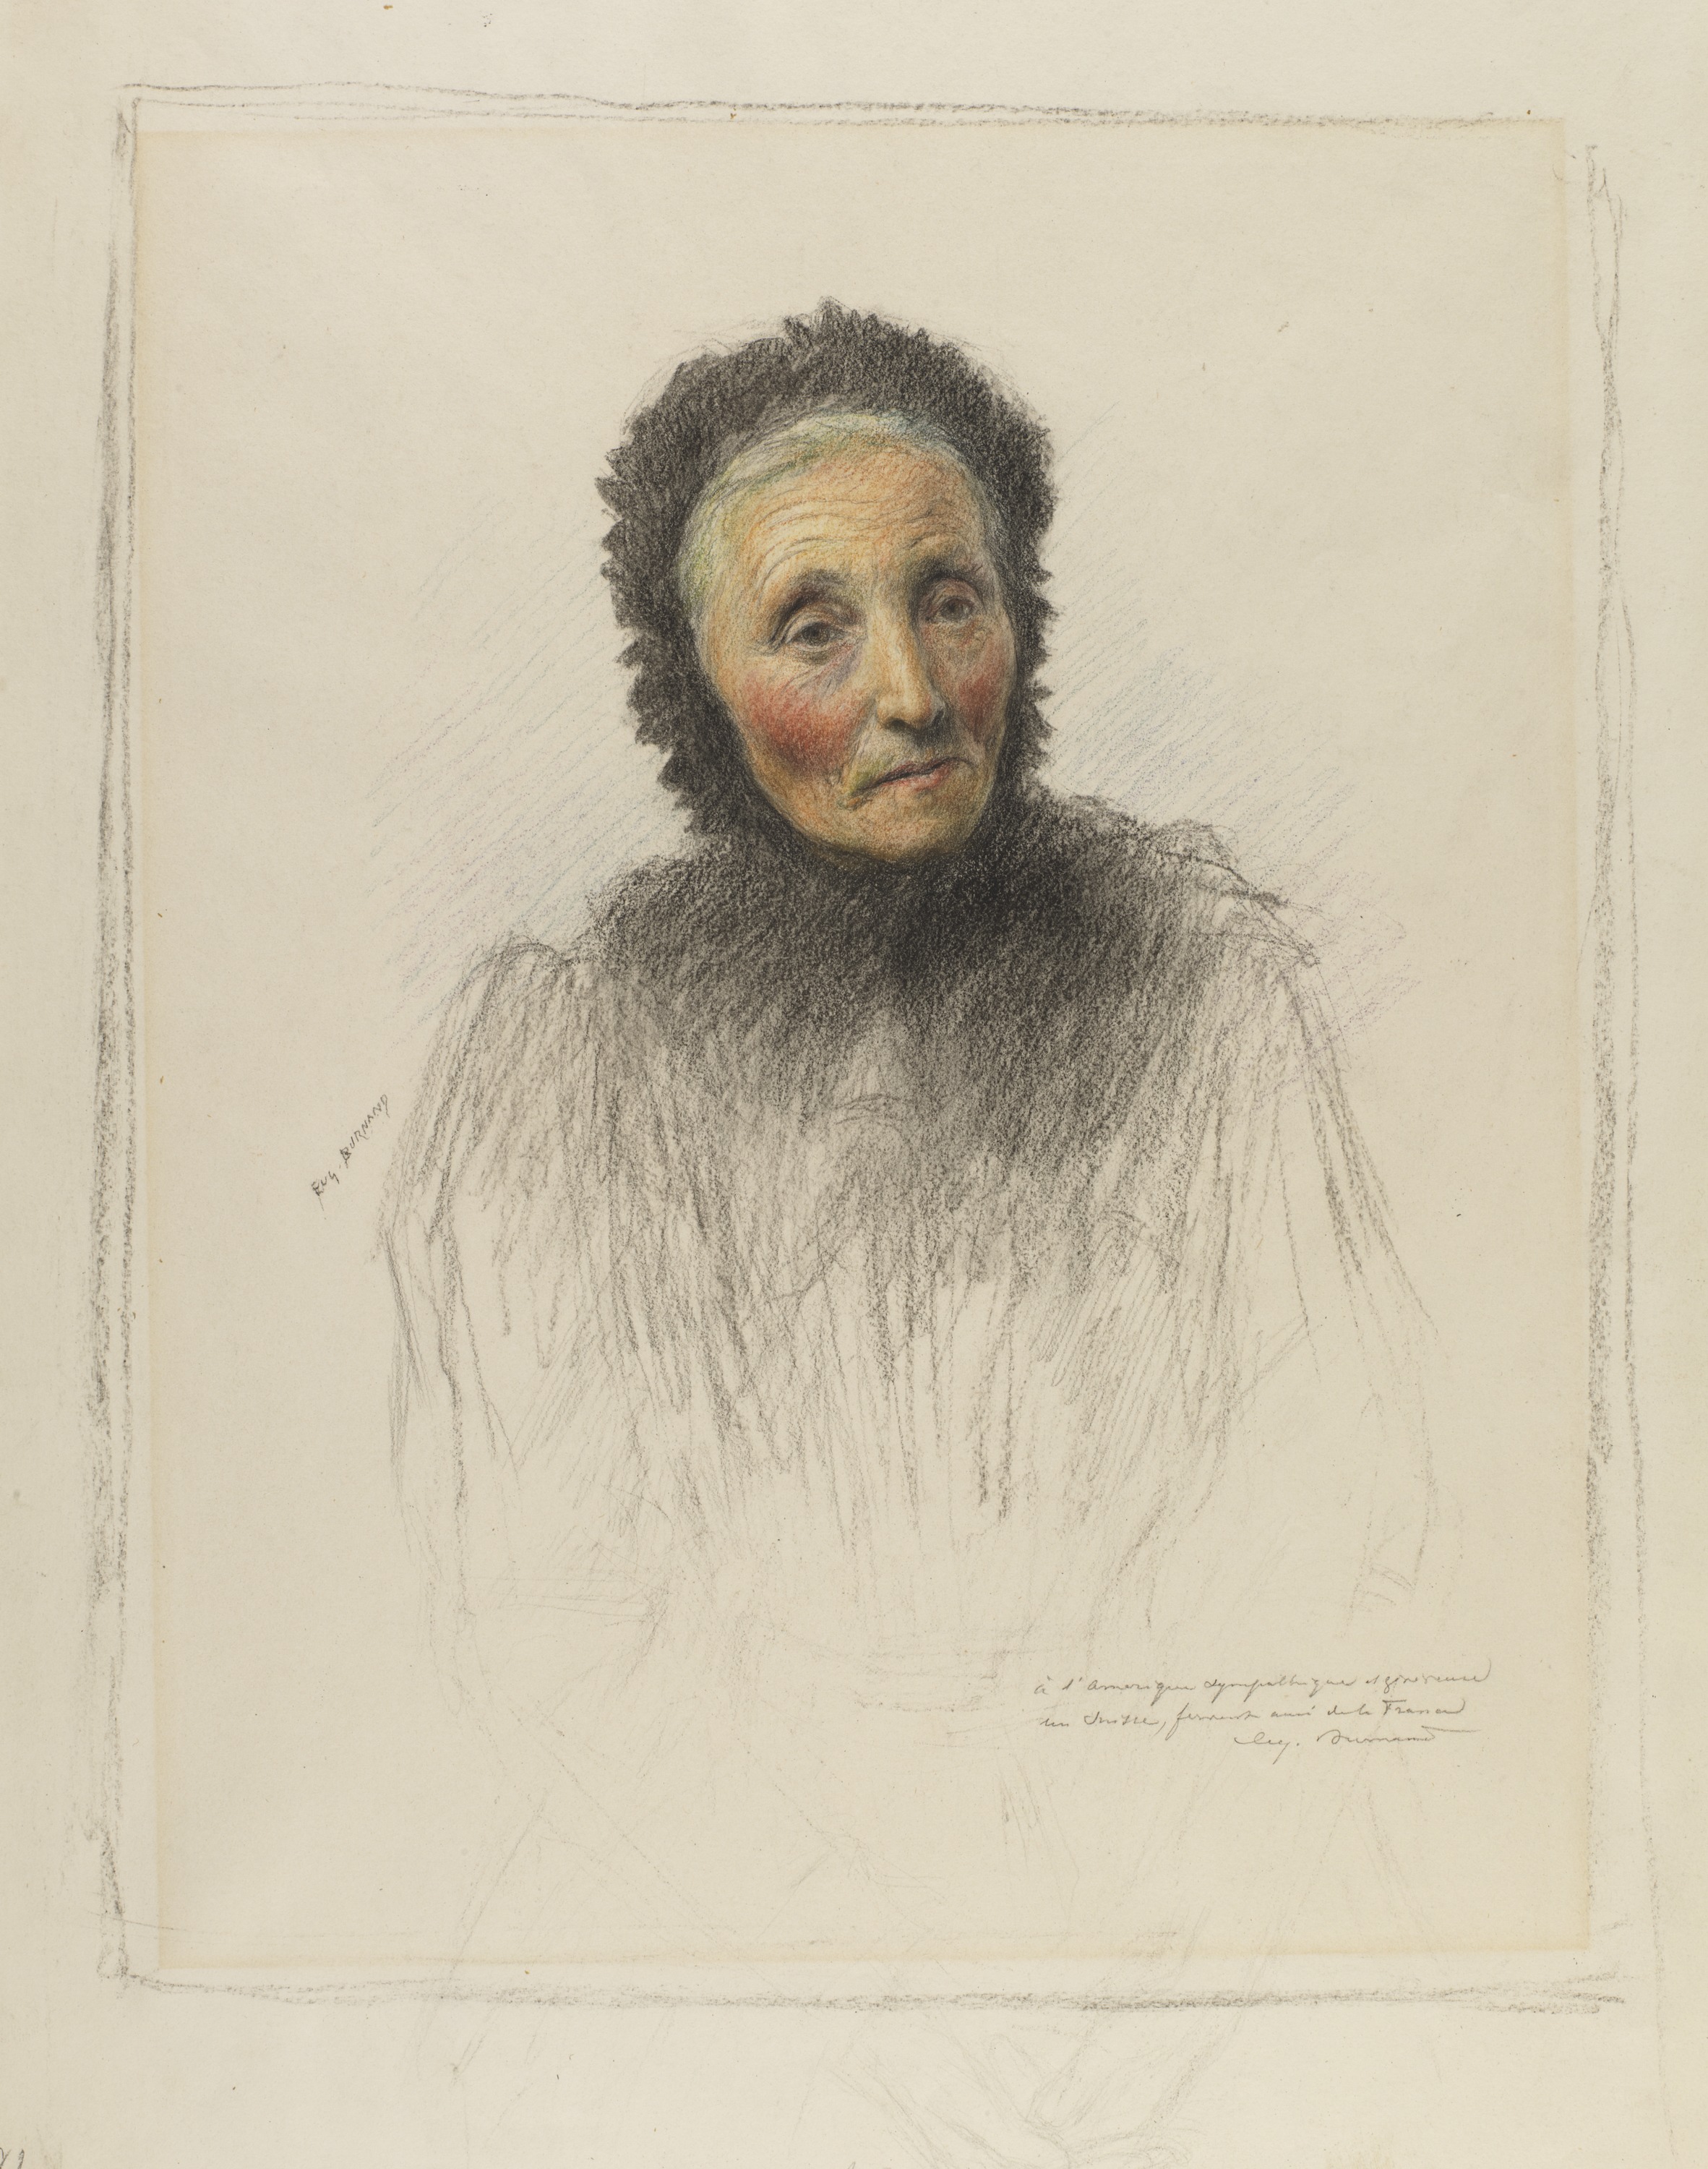 EUG. BURNAND
à l'Amérique sympathique et généreuse
un Suisse, fervent ami de la France
Eug. Burnand